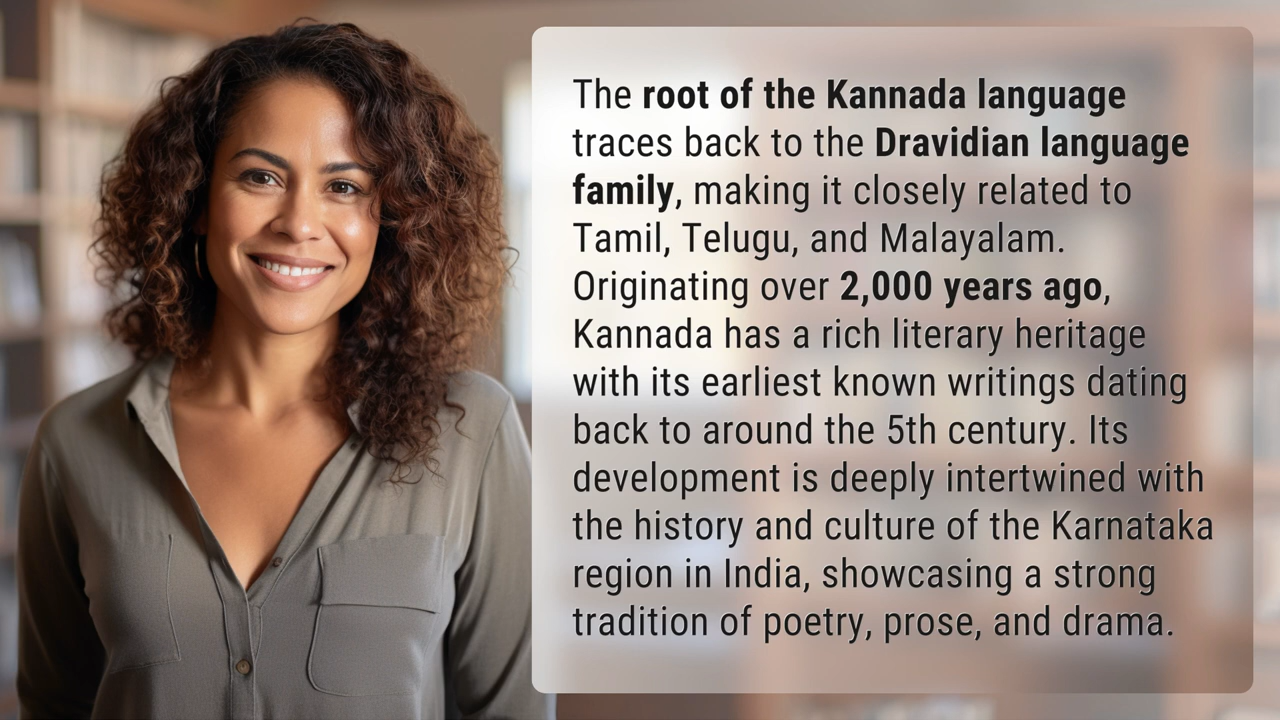 The root of the Kannada language
traces back to the Dravidian language
family, making it closely related to
Tamil, Telugu, and Malayalam.
Originating over 2,000 years ago,
Kannada has a rich literary heritage
with its earliest known writings dating
back to around the 5th century. Its
development is deeply intertwined with
the history and culture of the Karnataka
region in India, showcasing a strong
tradition of poetry, prose, and drama.